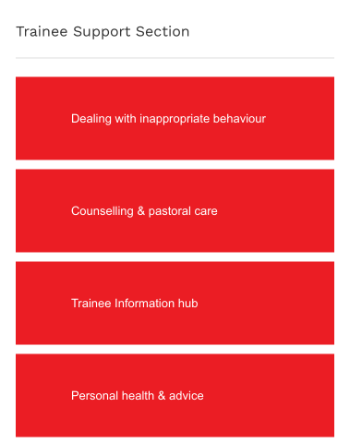 Trainee Support Section
Dealing with inappropriate behaviour
Counselling & pastoral care
Trainee Information hub
Personal health & advice